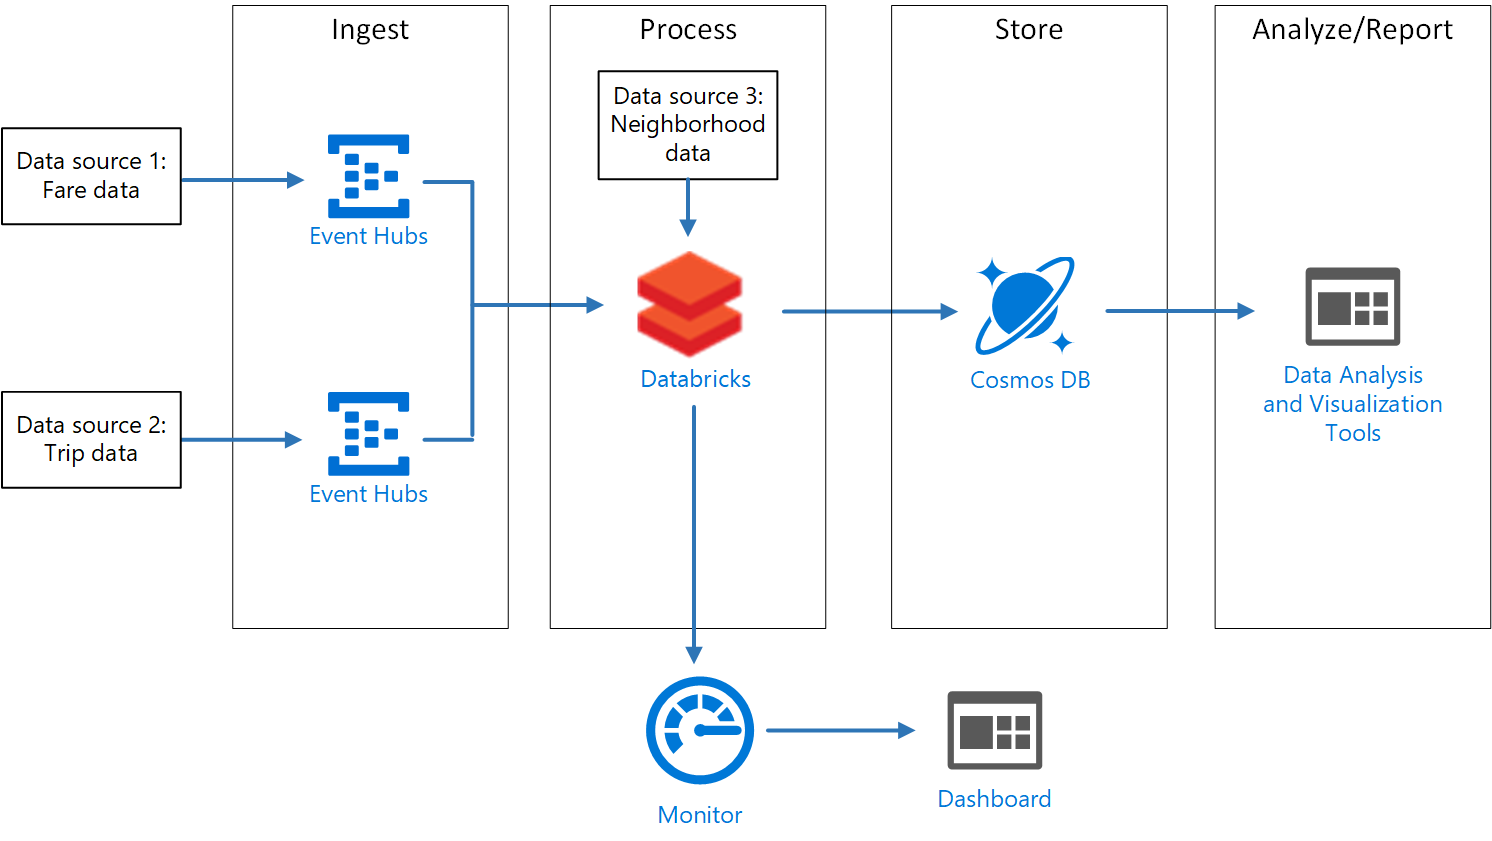 Ingest
Process
Store
Analyze/Report
Data source 1:
Fare data
Event Hubs
Data source 2:
Trip data
Event Hubs
Data source 3:
Neighborhood
data
Databricks
Cosmos DB
Data Analysis
and Visualization
Tools
Monitor
Dashboard